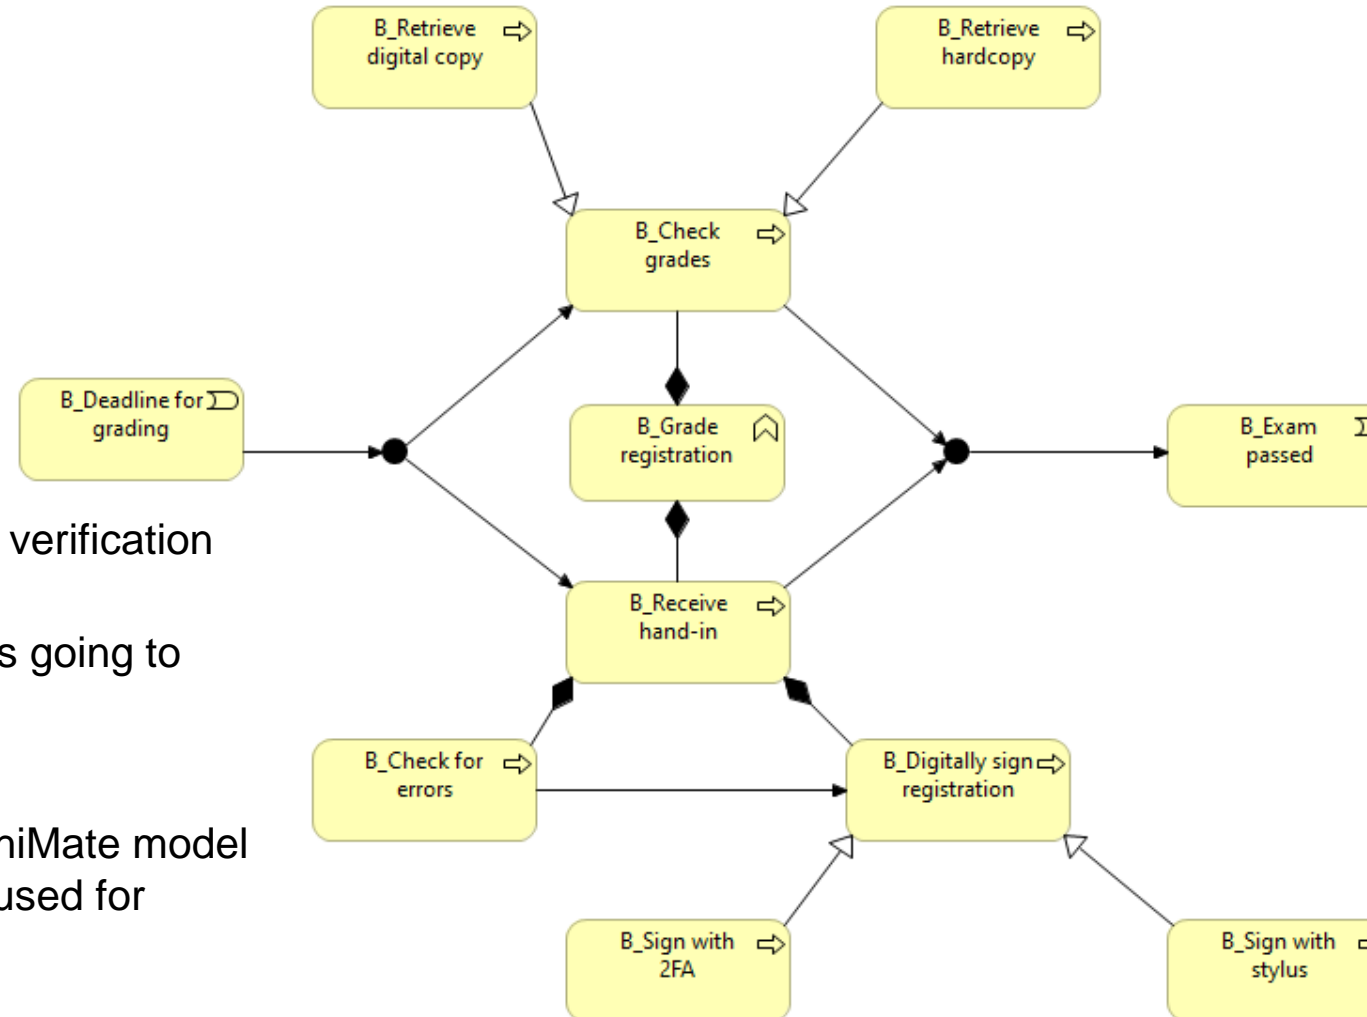 B_Retrieve
digital copy
B_Retrieve
hardcopy
B_Check
grades
B_Deadline for
grading
B_Grade
registration
B_Exam
passed
verification
B_Receive
hand-in
s going to
B_Check for
errors
B_Digitally sign
registration
niMate model
used for
B_Sign with
2FA
B_Sign with
stylus